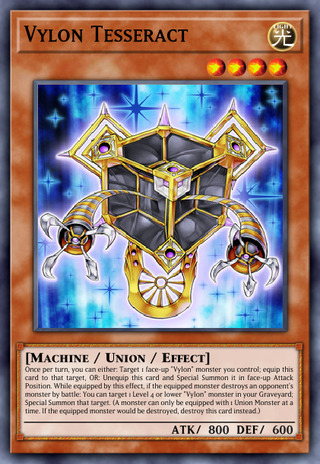 Vylon Tesseract
LIGHT
光
[Machine / Union / Effect]
Once per turn, you can either: Target 1 face-up "Vylon" monster you control; equip this
card to that target, OR: Unequip this card and Special Summon it in face-up Attack
Position. While equipped by this effect, if the equipped monster destroys an opponent's
monster by battle: You can target 1 Level 4 or lower "Vylon" monster in your Graveyard;
Special Summon that target. (A monster can only be equipped with 1 Union Monster at a
time. If the equipped monster would be destroyed, destroy this card instead.)
ATK/ 800 DEF/ 600